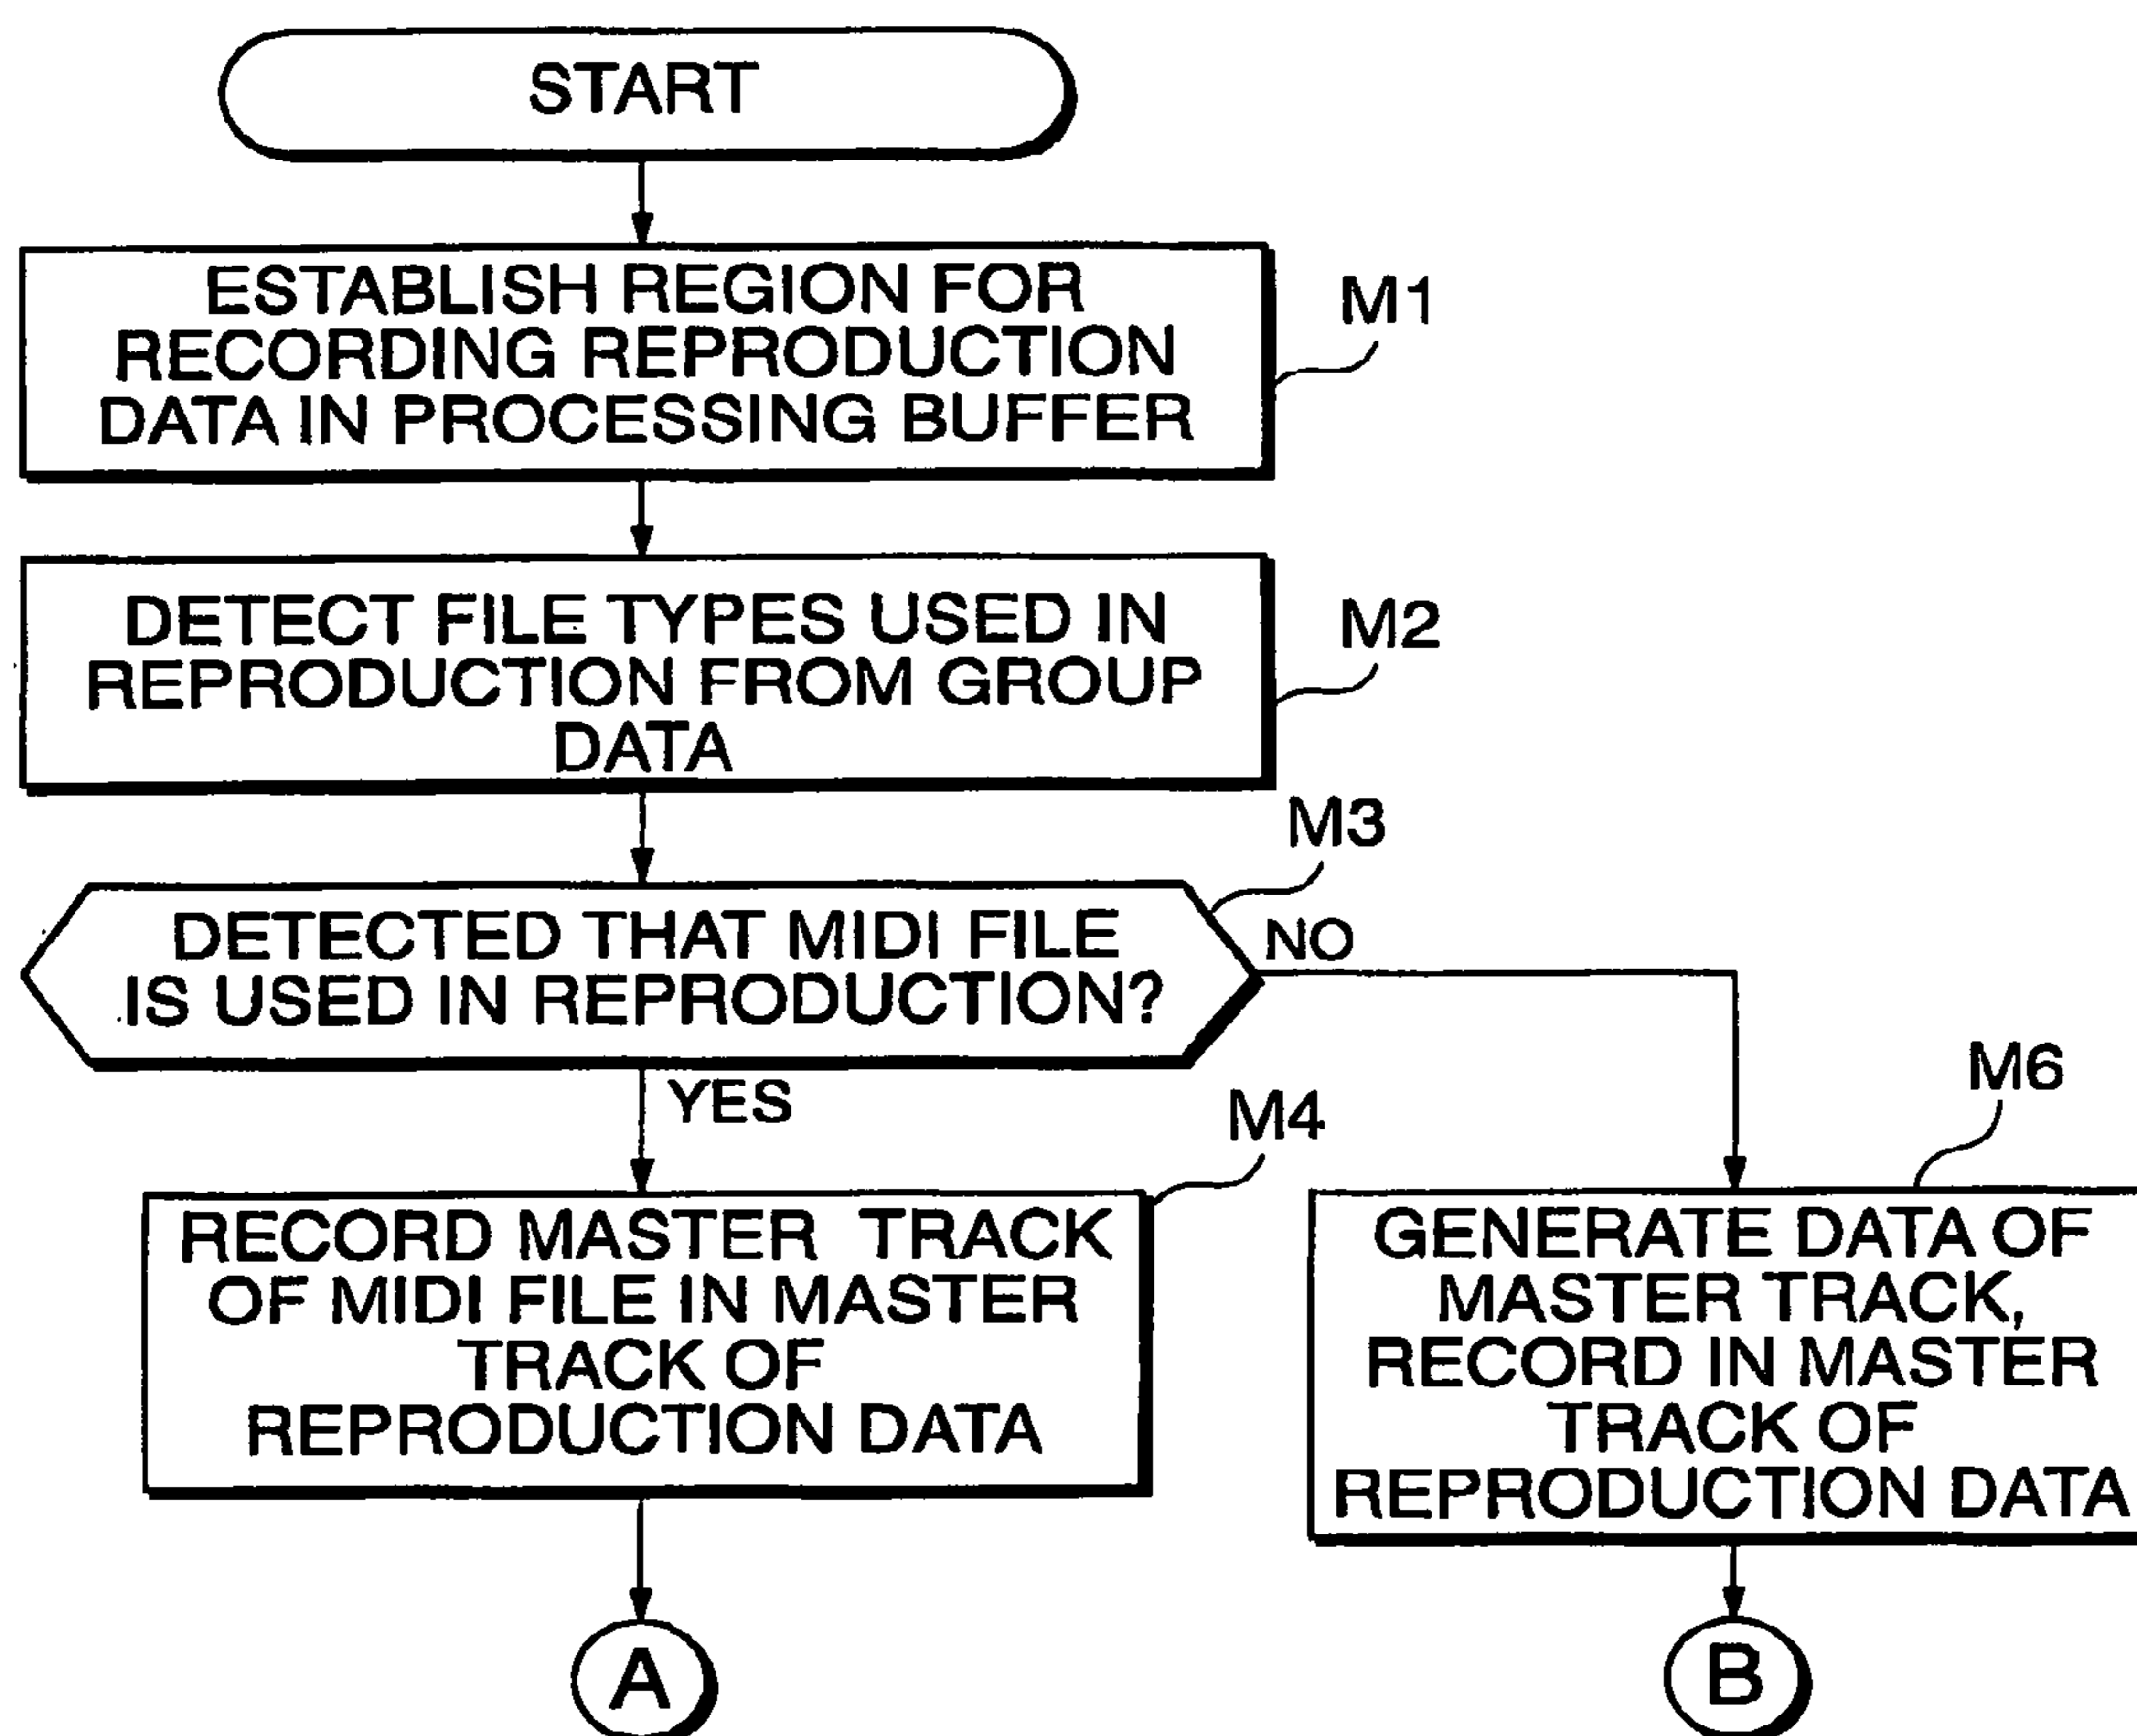 START
ESTABLISH REGION FOR
RECORDING REPRODUCTION
DATA IN PROCESSING BUFFER
M1
DETECT FILE TYPES USED IN
REPRODUCTION FROM GROUP
DATA
M2
M3
DETECTED THAT MIDI FILE
IS USED IN REPRODUCTION?
NO
YES
M4
M6
RECORD MASTER TRACK
OF MIDI FILE IN MASTER
TRACK OF
REPRODUCTION DATA
GENERATE DATA OF
MASTER TRACK,
RECORD IN MASTER
TRACK OF
REPRODUCTION DATA
A
B